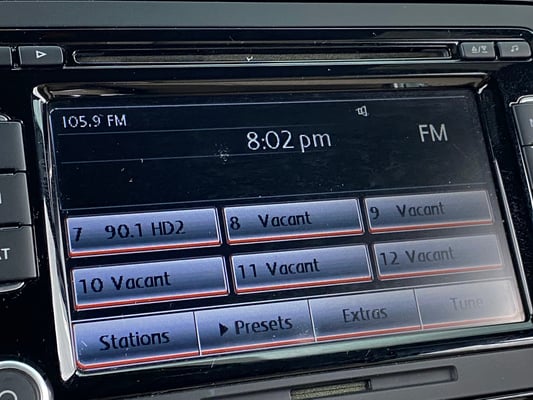 105.9 FM
8:02 pm
FM
7 90.1 HD2 8 Vacant 9 Vacant
10 Vacant 11 Vacant 12 Vacant
Stations Presets Extras Tune
AT